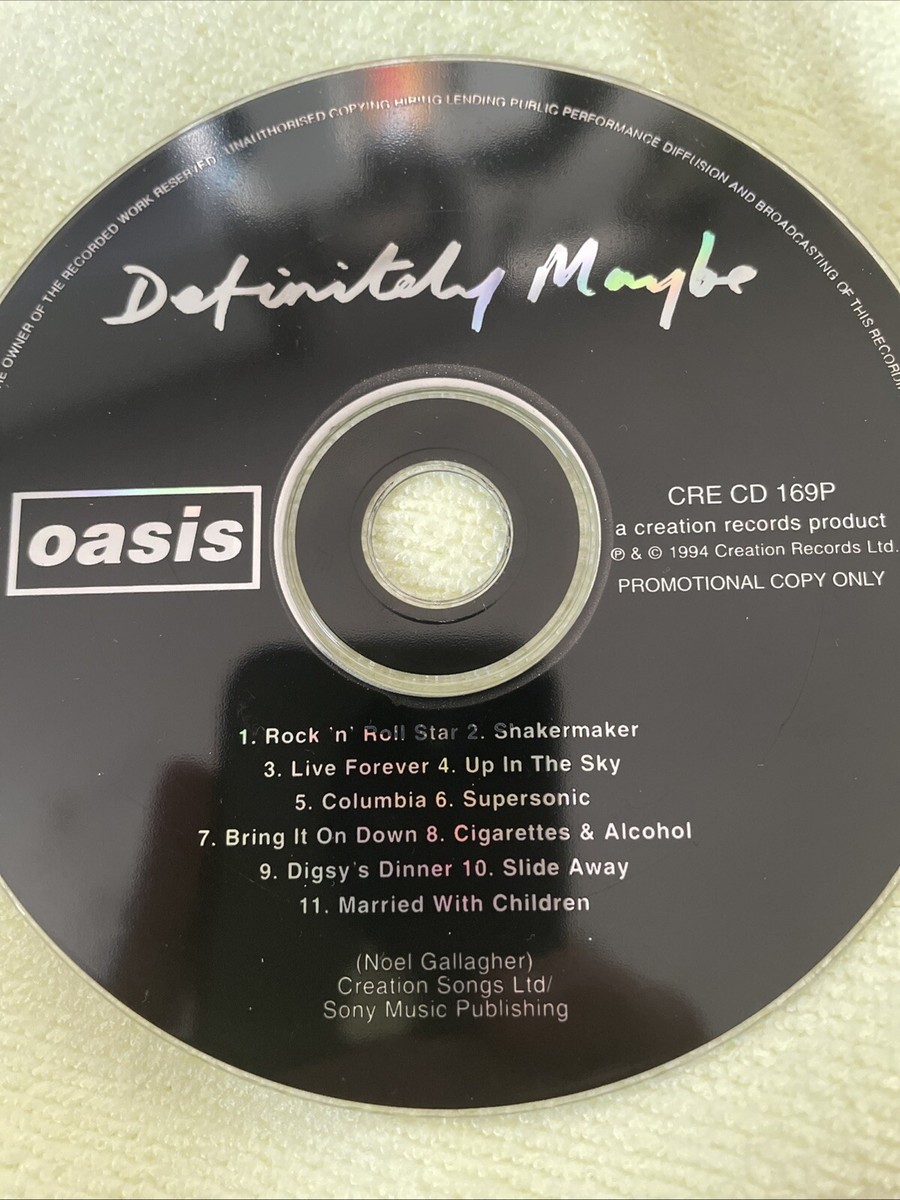 OWNER OF THE RECORDED WORK RESERVED UNAUTHORISED COPYING HIRING LENDING PUBLIC PERFORMANCE DIFFUSION AND BROADCASTING OF THIS
Definitely Maybe
oasis
CRE CD 169P
a creation records product
℗ & © 1994 Creation Records Ltd.
PROMOTIONAL COPY ONLY
1. Rock 'n' Roll Star 2. Shakermaker
3. Live Forever 4. Up In The Sky
5. Columbia 6. Supersonic
7. Bring It On Down 8. Cigarettes & Alcohol
9. Digsy's Dinner 10. Slide Away
11. Married With Children
(Noel Gallagher)
Creation Songs Ltd/
Sony Music Publishing